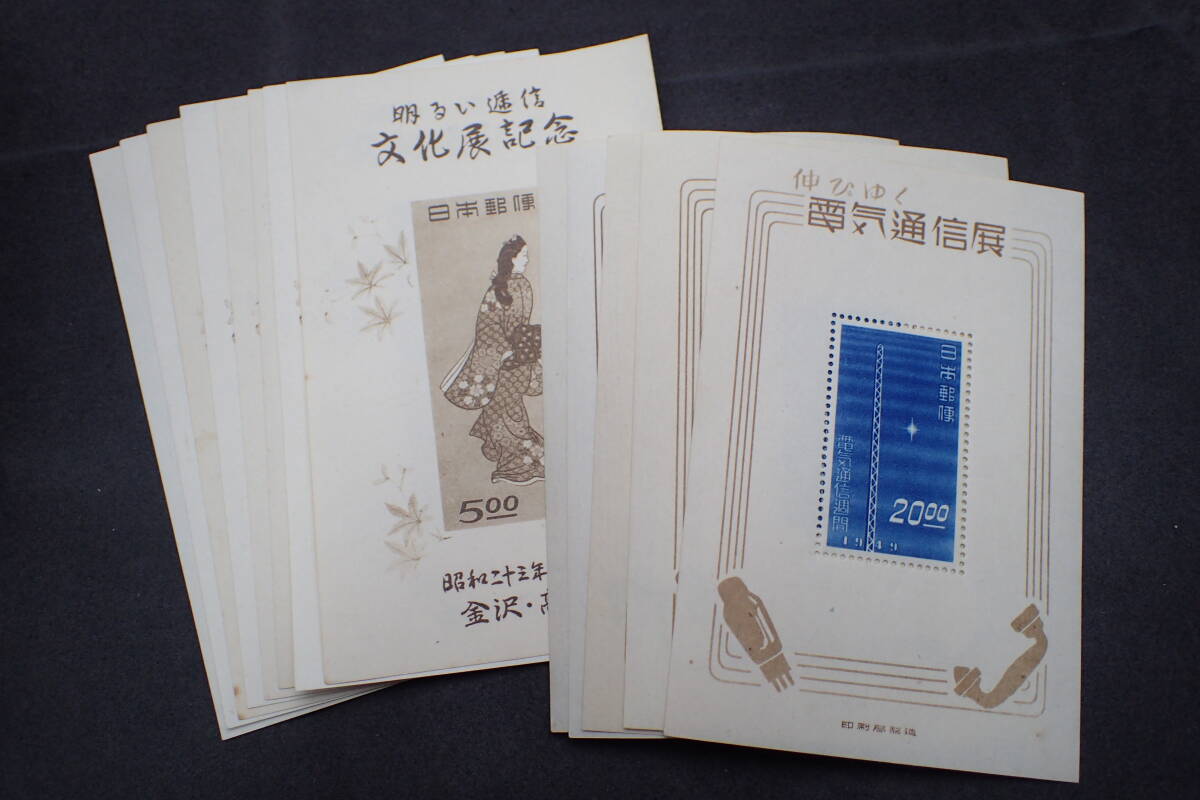 明るい逓信
文化展記念
日本郵便
5.00
昭和二十三年
金沢・高
伸びゆく
電気通信展
日本郵便
電気通信週間
20.00
1949
印刷局製造